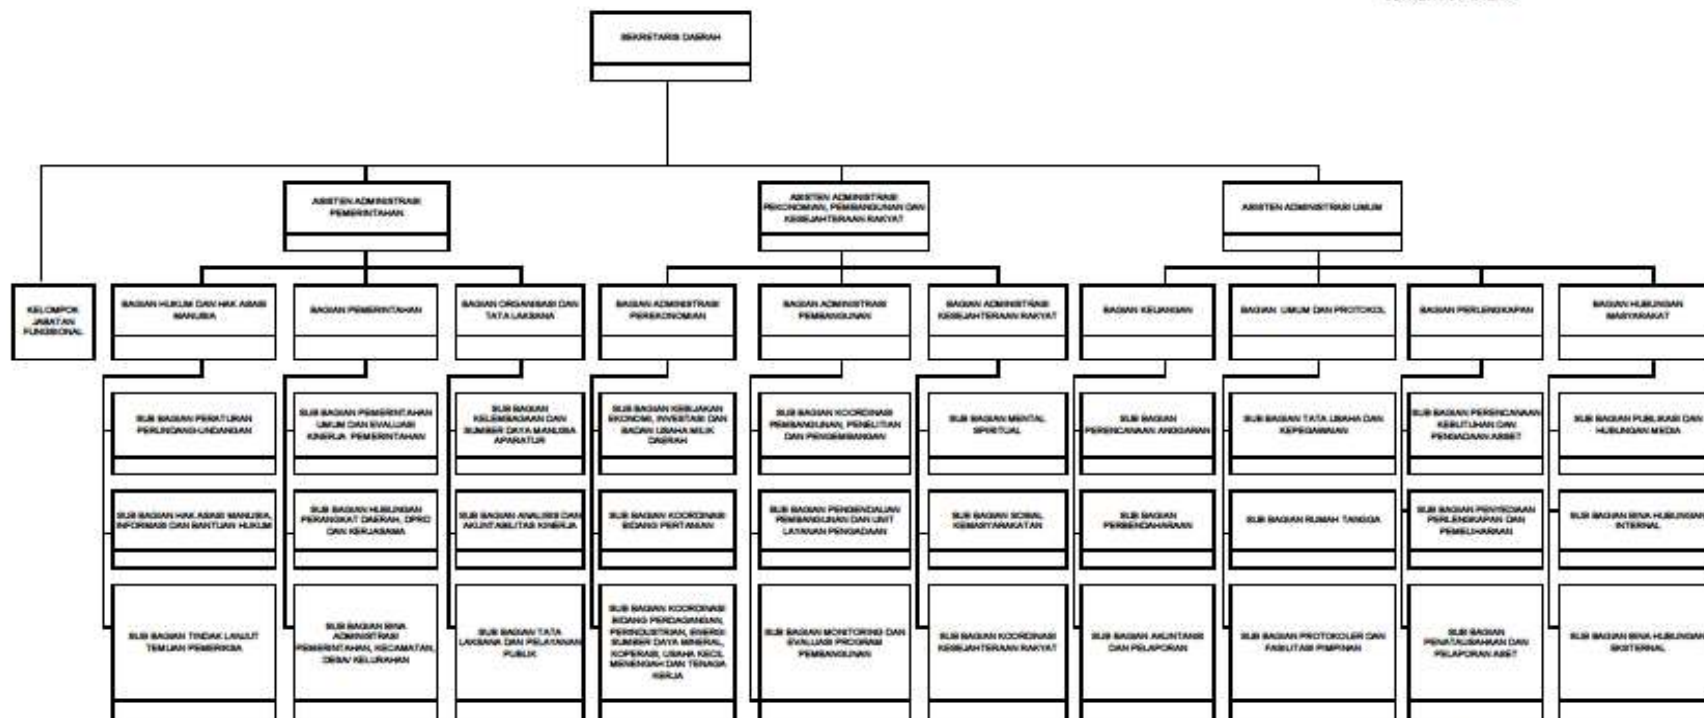 SEKRETARIS DAERAH
ASISTEN ADMINISTRASI
PEMERINTAHAN
ASISTEN ADMINISTRASI
PEKONOMIAN, PEMBANGUNAN DAN
KESEJAHTERAAN RAKYAT
ASISTEN ADMINISTRASI UMUM
KELOMPOK
JABATAN
FUNGSIONAL
BAGIAN HUKUM DAN HAK ASASI
MANUSIA
BAGIAN PEMERINTAHAN
BAGIAN ORGANISASI DAN
TATA LAKSANA
BAGIAN ADMINISTRASI
PEREKONOMIAN
BAGIAN ADMINISTRASI
PEMBANGUNAN
BAGIAN ADMINISTRASI
KESEJAHTERAAN RAKYAT
BAGIAN KEUANGAN
BAGIAN UMUM DAN PROTOKOL
BAGIAN PERLENGKAPAN
BAGIAN HUBUNGAN
MASYARAKAT
SUB BAGIAN PERATURAN
PERUNDANG-UNDANGAN
SUB BAGIAN PEMERINTAHAN
UMUM DAN EVALUASI
KINERJA PEMERINTAHAN
SUB BAGIAN
KELEMBAGAAN DAN
SUMBER DAYA MANUSIA
APARATUR
SUB BAGIAN KEBIJAKAN
EKONOMI, INVESTASI DAN
BADAN USAHA MILIK
DAERAH
SUB BAGIAN KOORDINASI
PEMBANGUNAN, PENELITIAN
DAN PENGEMBANGAN
SUB BAGIAN MENTAL
SPIRITUAL
SUB BAGIAN
PERENCANAAN ANGGARAN
SUB BAGIAN TATA USAHA DAN
KEPEGAWAIAN
SUB BAGIAN PERENCANAAN
KEBUTUHAN DAN
PENGADAAN ASSET
SUB BAGIAN PUBLIKASI DAN
HUBUNGAN MEDIA
SUB BAGIAN HAK ASASI MANUSIA,
INFORMASI DAN BANTUAN HUKUM
SUB BAGIAN HUBUNGAN
PERANGKAT DAERAH, DPRD
DAN KERJASAMA
SUB BAGIAN ANALISIS DAN
AKUNTABILITAS KINERJA
SUB BAGIAN KOORDINASI
BIDANG PERTANIAN
SUB BAGIAN PENGENDALIAN
PEMBANGUNAN DAN UNIT
LAYANAN PENGADAAN
SUB BAGIAN SOSIAL
KEMASYARAKATAN
SUB BAGIAN
PERBENDAHARAAN
SUB BAGIAN RUMAH TANGGA
SUB BAGIAN PENYEDIAAN
PERLENGKAPAN DAN
PEMELIHARAAN
SUB BAGIAN BINA HUBUNGAN
INTERNAL
SUB BAGIAN TINDAK LANJUT
TEMUAN PEMERIKSA
SUB BAGIAN BINA
ADMINISTRASI
PEMERINTAHAN, KECAMATAN,
DESA/ KELURAHAN
SUB BAGIAN TATA
LAKSANA DAN PELAYANAN
PUBLIK
SUB BAGIAN KOORDINASI
BIDANG PERDAGANGAN,
PERINDUSTRIAN, ENERGI
SUMBER DAYA MINERAL,
KOPERASI, USAHA KECIL
MENENGAH DAN TENAGA
KERJA
SUB BAGIAN MONITORING DAN
EVALUASI PROGRAM
PEMBANGUNAN
SUB BAGIAN KOORDINASI
KESEJAHTERAAN RAKYAT
SUB BAGIAN AKUNTANSI
DAN PELAPORAN
SUB BAGIAN PROTOKOLER DAN
FASILITASI PIMPINAN
SUB BAGIAN
PENATAUSAHAAN DAN
PELAPORAN ASET
SUB BAGIAN BINA HUBUNGAN
EKSTERNAL